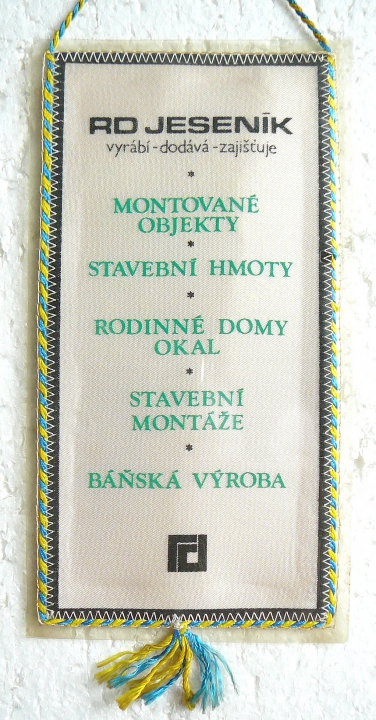 RD JESENÍK
vyrábí-dodává-zajišťuje
*
MONTOVANÉ
OBJEKTY
*
STAVEBNÍ HMOTY
*
RODINNÉ DOMY
OKAL
*
STAVEBNÍ
MONTÁŽE
*
BÁŇSKÁ VÝROBA
rd